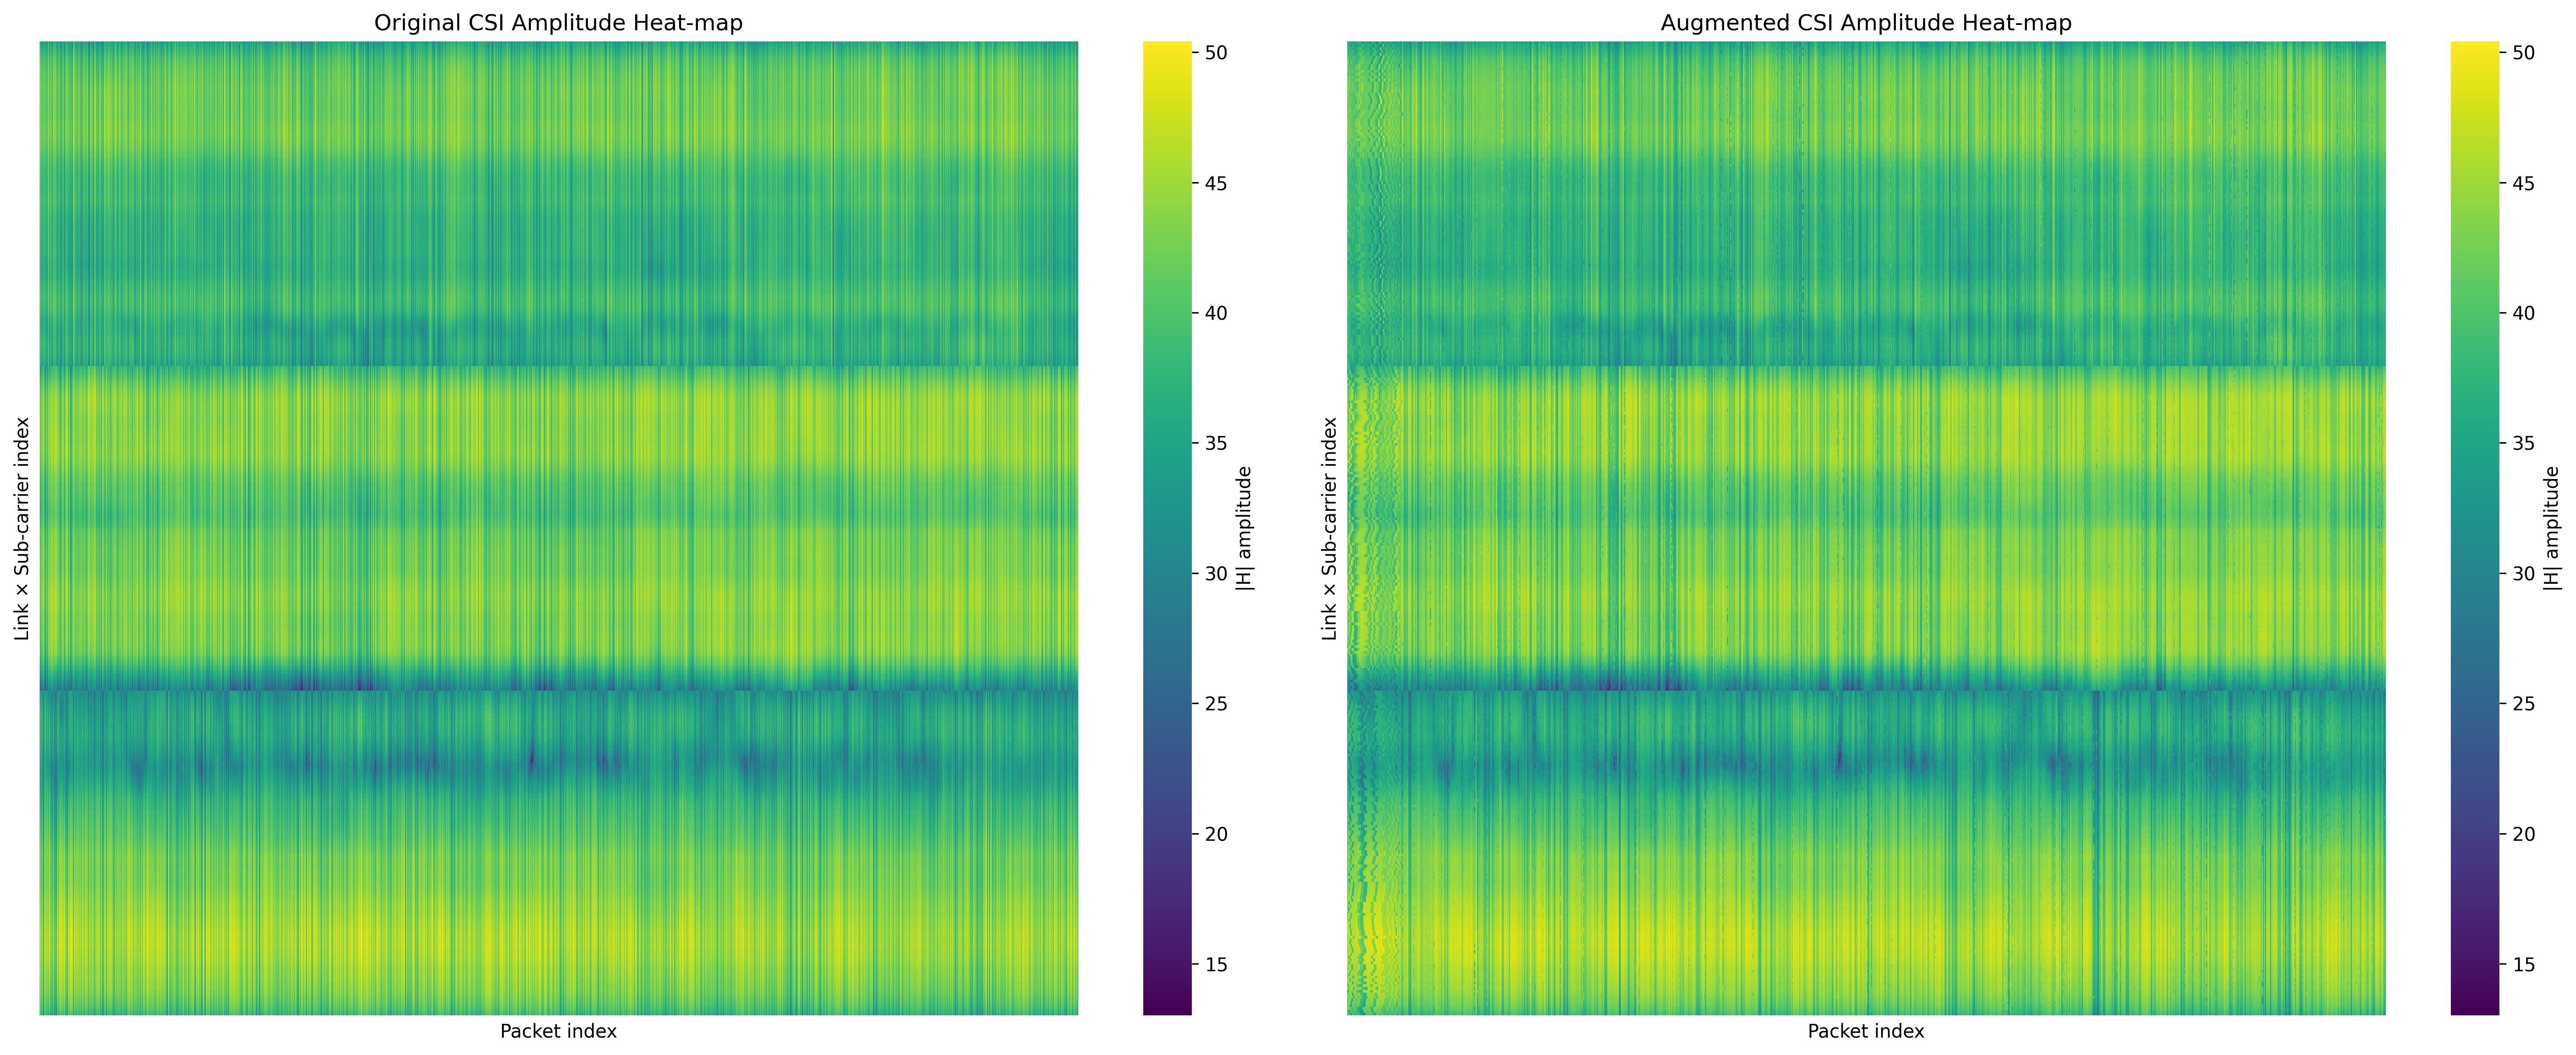 Original CSI Amplitude Heat-map
Link × Sub-carrier index
Packet index
50
45
40
35
30
25
20
15
|H| amplitude
Augmented CSI Amplitude Heat-map
Link × Sub-carrier index
Packet index
50
45
40
35
30
25
20
15
|H| amplitude